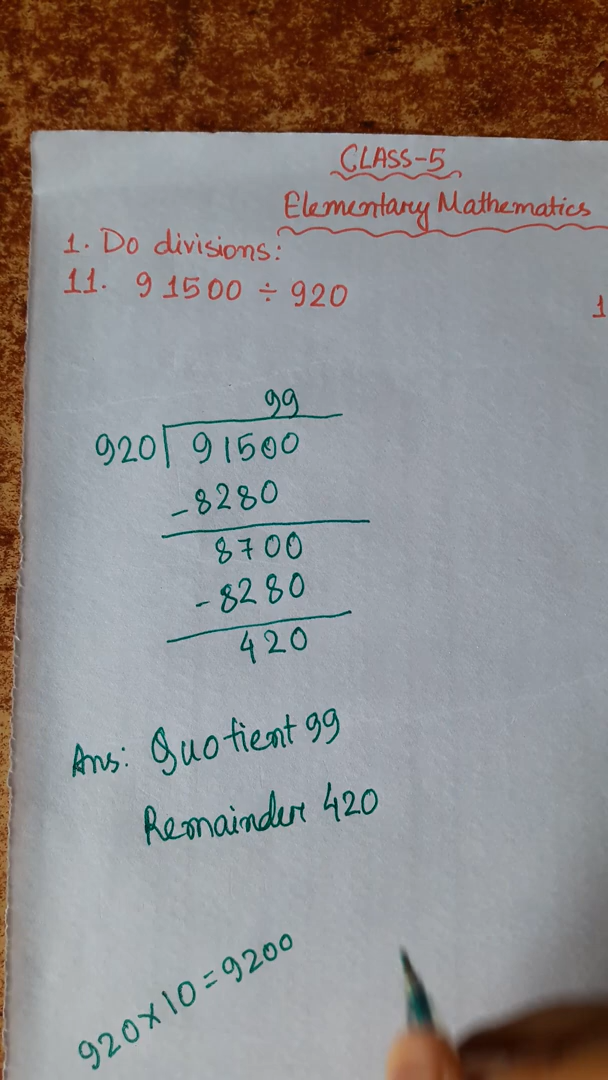 CLASS-5
Elementary Mathematics
1. Do divisions:
11. 91500 ÷ 920
1
99
920 91500
-8280
8700
-8280
420
Ans: Quotient 99
Remainder 420
920×10=9200